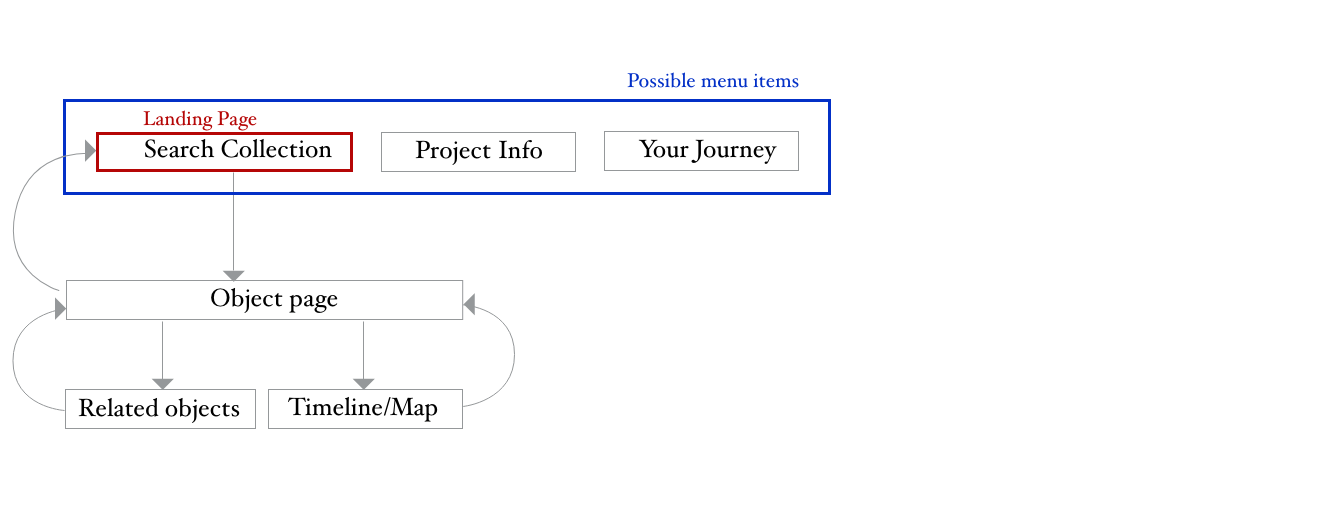 Possible menu items
Landing Page
Search Collection
Project Info
Your Journey
Object page
Related objects
Timeline/Map